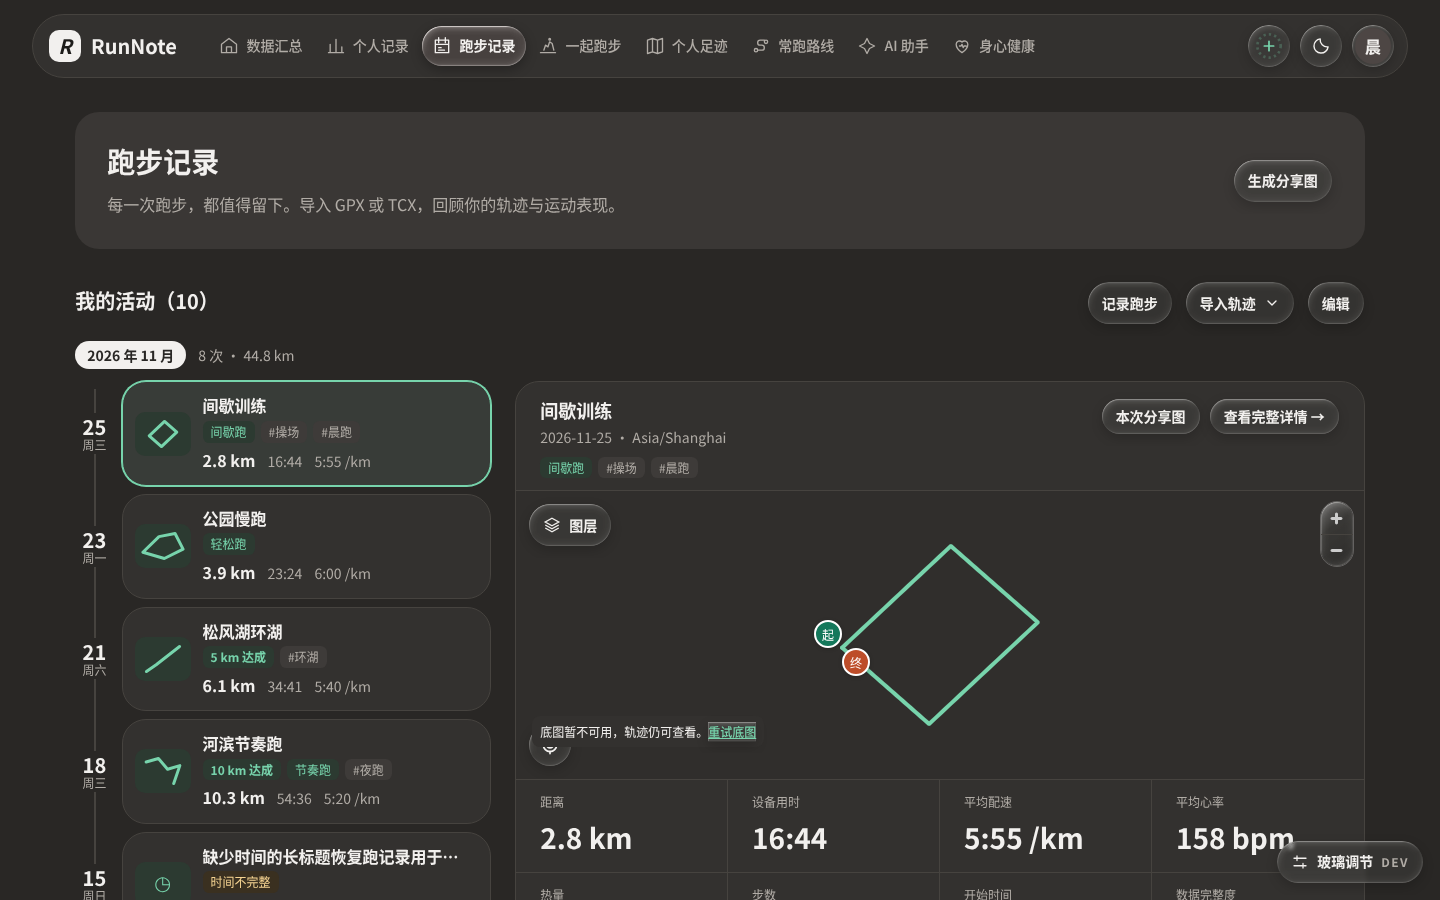 R RunNote 数据汇总 个人记录 跑步记录 一起跑步 个人足迹 常跑路线 AI 助手 身心健康 晨
跑步记录
每一次跑步，都值得留下。导入 GPX 或 TCX，回顾你的轨迹与运动表现。
生成分享图
我的活动（10）
记录跑步 导入轨迹 编辑
2026 年 11 月 8 次 · 44.8 km
25
周三
间歇训练
间歇跑 #操场 #晨跑
2.8 km 16:44 5:55 /km
23
周一
公园慢跑
轻松跑
3.9 km 23:24 6:00 /km
21
周六
松风湖环湖
5 km 达成 #环湖
6.1 km 34:41 5:40 /km
18
周三
河滨节奏跑
10 km 达成 节奏跑 #夜跑
10.3 km 54:36 5:20 /km
15
周日
缺少时间的长标题恢复跑记录用于…
时间不完整
间歇训练
2026-11-25 · Asia/Shanghai
间歇跑 #操场 #晨跑
本次分享图 查看完整详情 →
图层
+
−
起
终
底图暂不可用，轨迹仍可查看。重试底图
距离 设备用时 平均配速 平均心率
2.8 km 16:44 5:55 /km 158 bpm
热量 步数 开始时间 数据完整度
玻璃调节 DEV